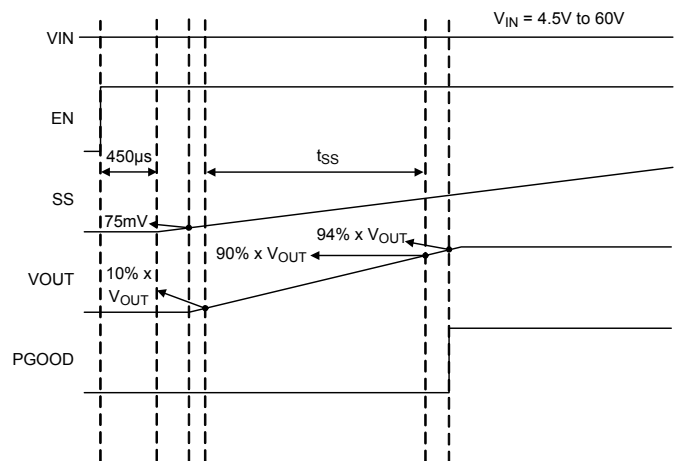 V_IN = 4.5V to 60V
VIN
EN
450µs
t_SS
SS
75mV
94% x V_OUT
90% x V_OUT
10% x
V_OUT
VOUT
PGOOD